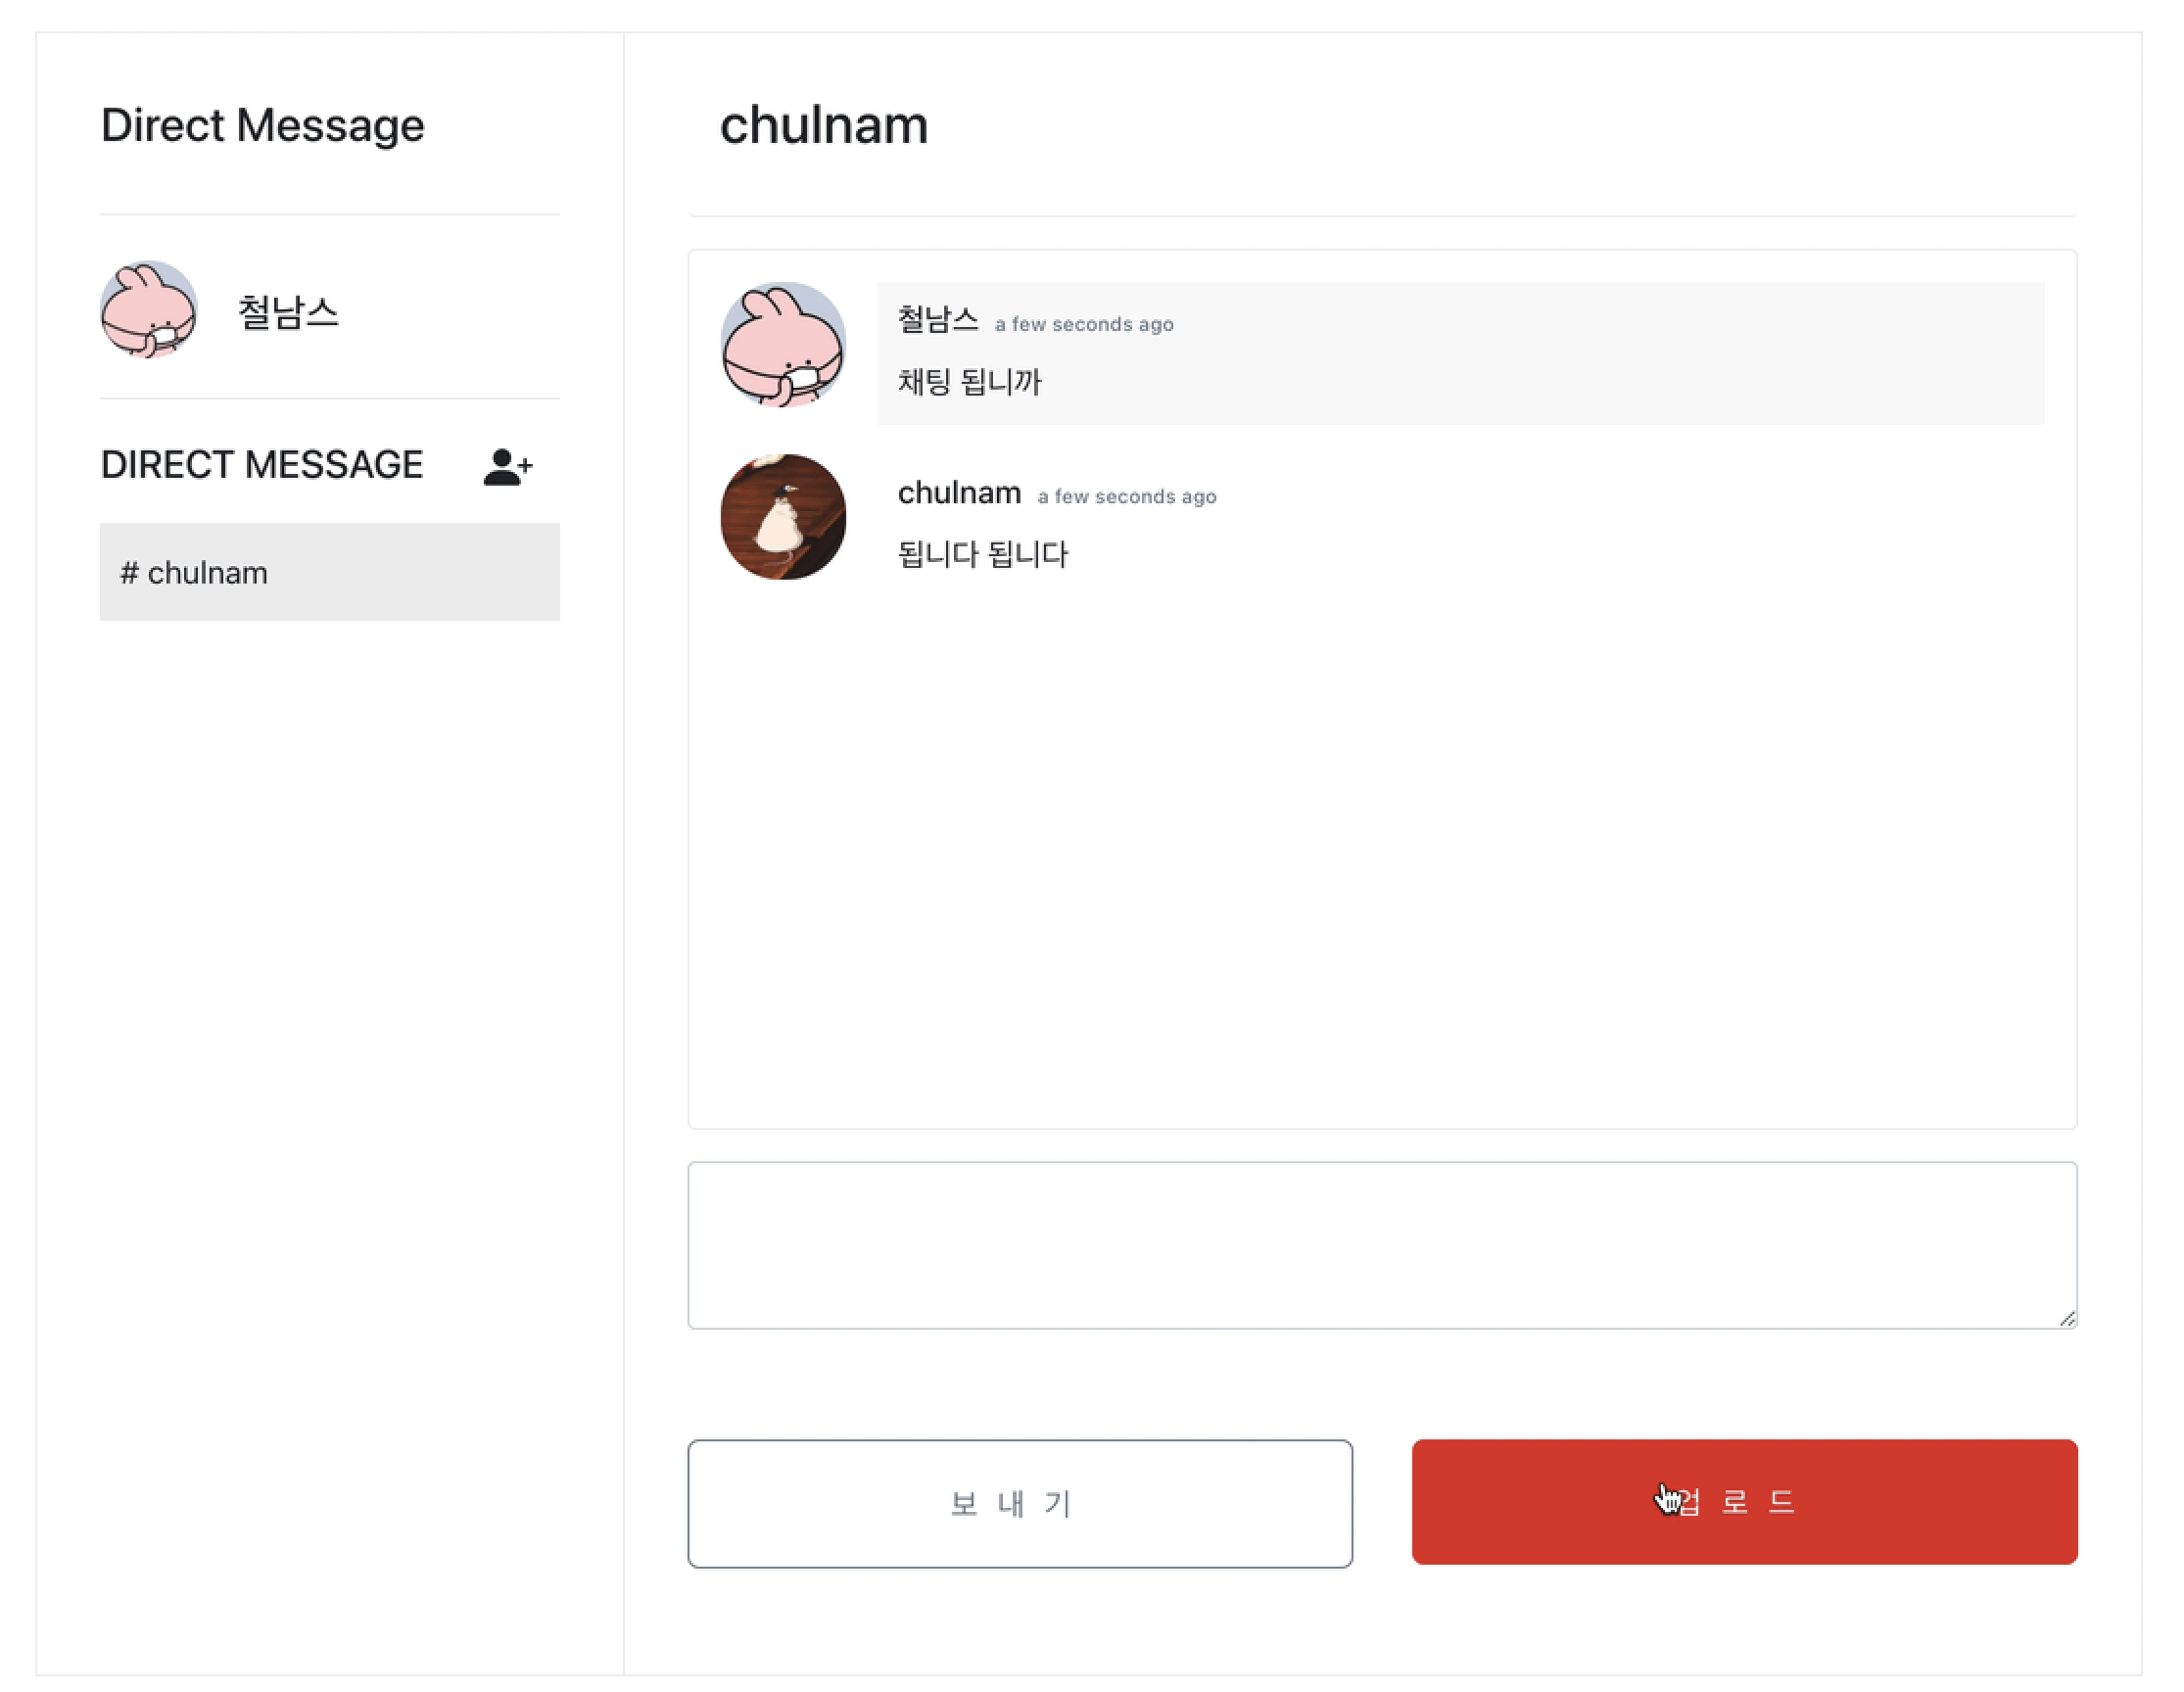 Direct Message
철남스
DIRECT MESSAGE
# chulnam
chulnam
철남스 a few seconds ago
채팅 됩니까
chulnam a few seconds ago
됩니다 됩니다
보내기
업로드